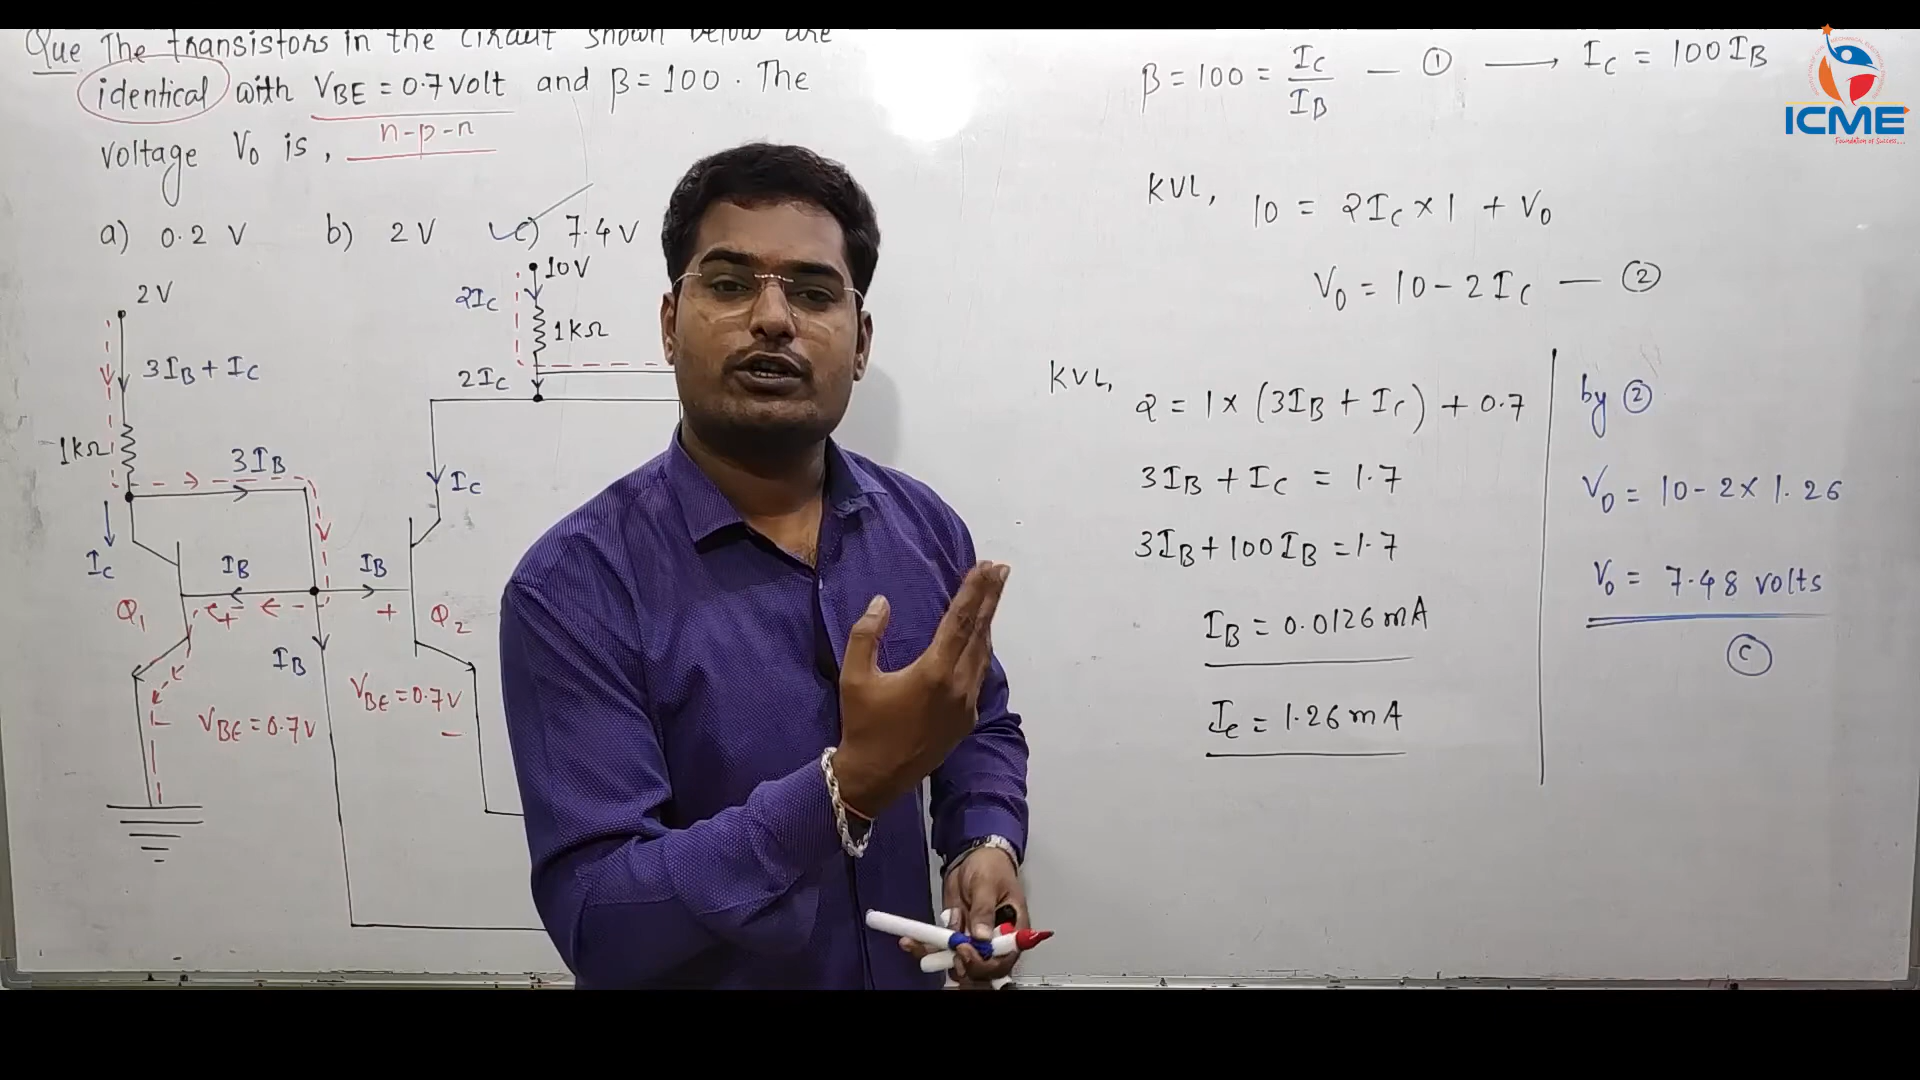 Que The transistors in the circuit shown below are
identical with VBE = 0.7 volt and β = 100. The
voltage V0 is, n-p-n
a) 0.2 V b) 2 V c) 7.4 V
2V
3IB + IC
1kΩ
3IB
IC
IB
IB
Q1
Q2
IB
VBE = 0.7V
VBE = 0.7V
+
+
−
−
10V
2IC
1kΩ
2IC
IC
β = 100 = IC/IB — ① → IC = 100IB
KVL, 10 = 2IC × 1 + V0
V0 = 10 - 2IC — ②
KVL, 2 = 1 × (3IB + IC) + 0.7
3IB + IC = 1.7
3IB + 100IB = 1.7
IB = 0.0126 mA
IC = 1.26 mA
by ②
V0 = 10 - 2 × 1.26
V0 = 7.48 volts
C
ICME
Foundation of Success...